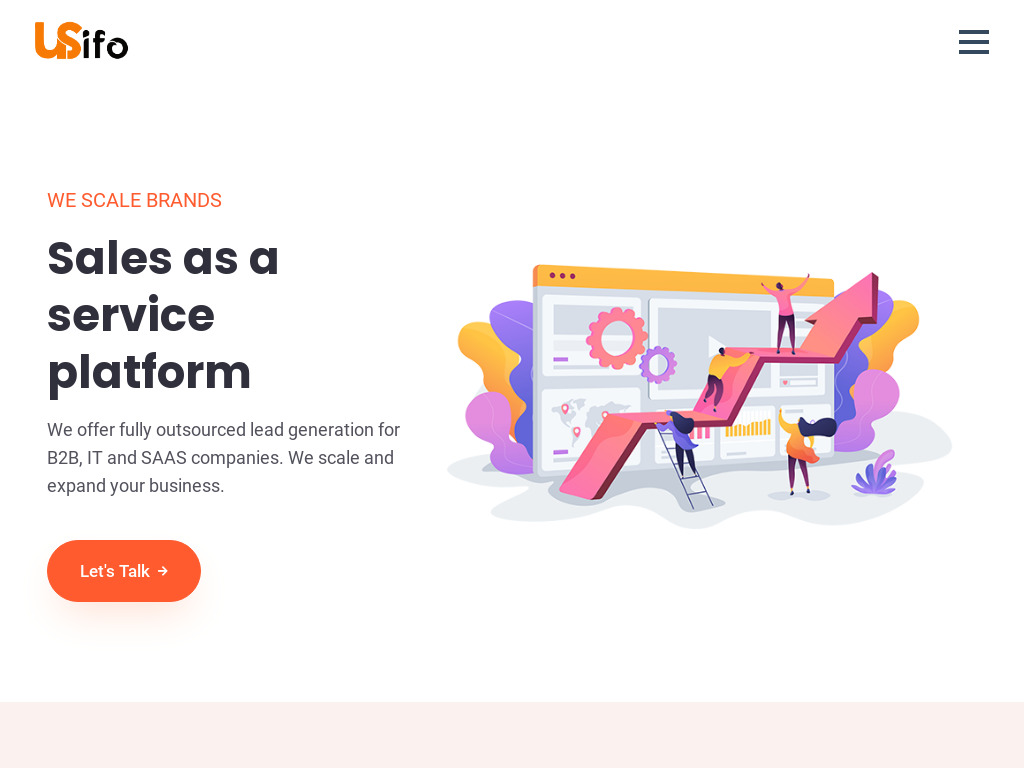 USifo
WE SCALE BRANDS
Sales as a
service
platform
We offer fully outsourced lead generation for
B2B, IT and SAAS companies. We scale and
expand your business.
Let's Talk →